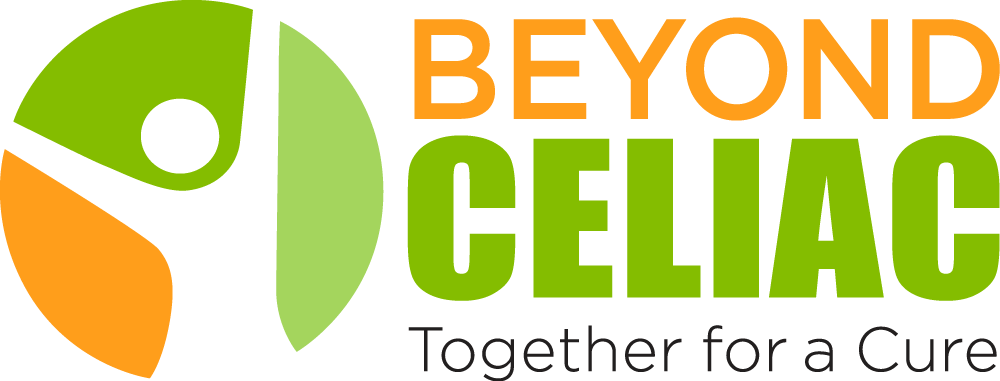 BEYOND
CELIAC
Together for a Cure